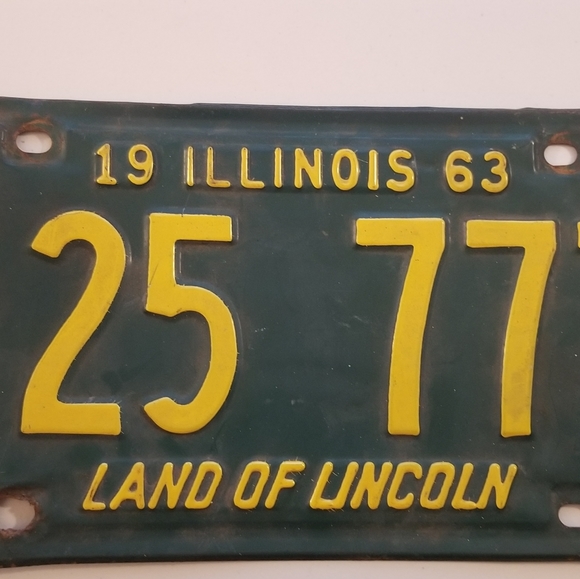 19 ILLINOIS 63
25 77
LAND OF LINCOLN